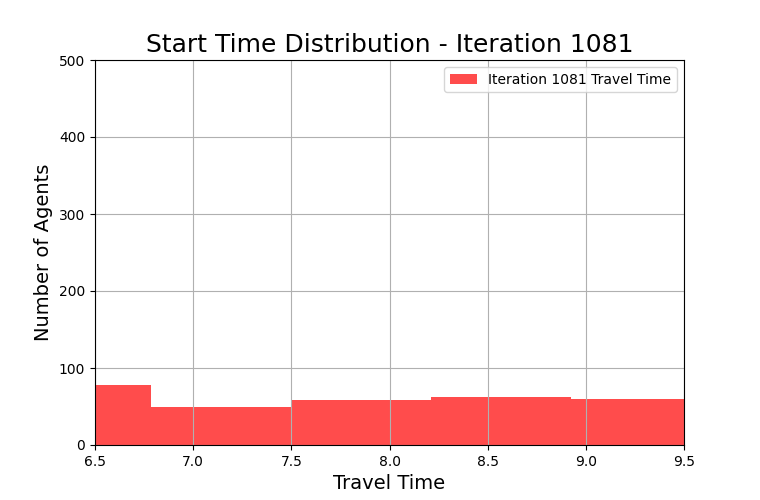 Start Time Distribution - Iteration 1081
Iteration 1081 Travel Time
Number of Agents
500
400
300
200
100
0
6.5 7.0 7.5 8.0 8.5 9.0 9.5
Travel Time